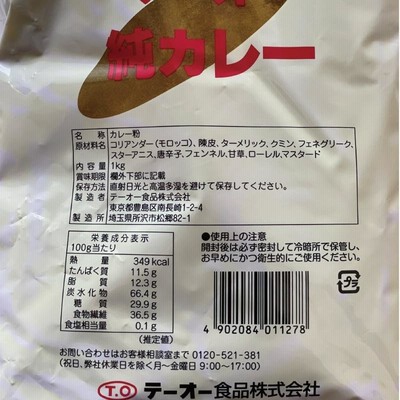 純カレー
名　称 カレー粉
原材料名 コリアンダー(モロッコ)、陳皮、ターメリック、クミン、フェネグリーク、
スターアニス、唐辛子、フェンネル、甘草、ローレル、マスタード
内容量 1kg
賞味期限 欄外下部に記載
保存方法 直射日光と高温多湿を避けて保存してください。
製造者 テーオー食品株式会社
東京都豊島区南長崎1-2-4
製造所 埼玉県所沢市松郷82-1
栄養成分表示
100g当たり
熱量 349kcal
たんぱく質 11.5g
脂質 12.3g
炭水化物 66.4g
糖質 29.9g
食物繊維 36.5g
食塩相当量 0.1g
(推定値)
●使用上の注意
開封後は必ず密封して冷暗所で保管し、
お早めにかつ衛生的にご使用ください。
プラ
4 902084 011278
お問い合わせはお客様相談室まで 0120-521-381
(祝日、弊社休業日を除く月～金曜日 9:00～17:00)
T.O テーオー食品株式会社